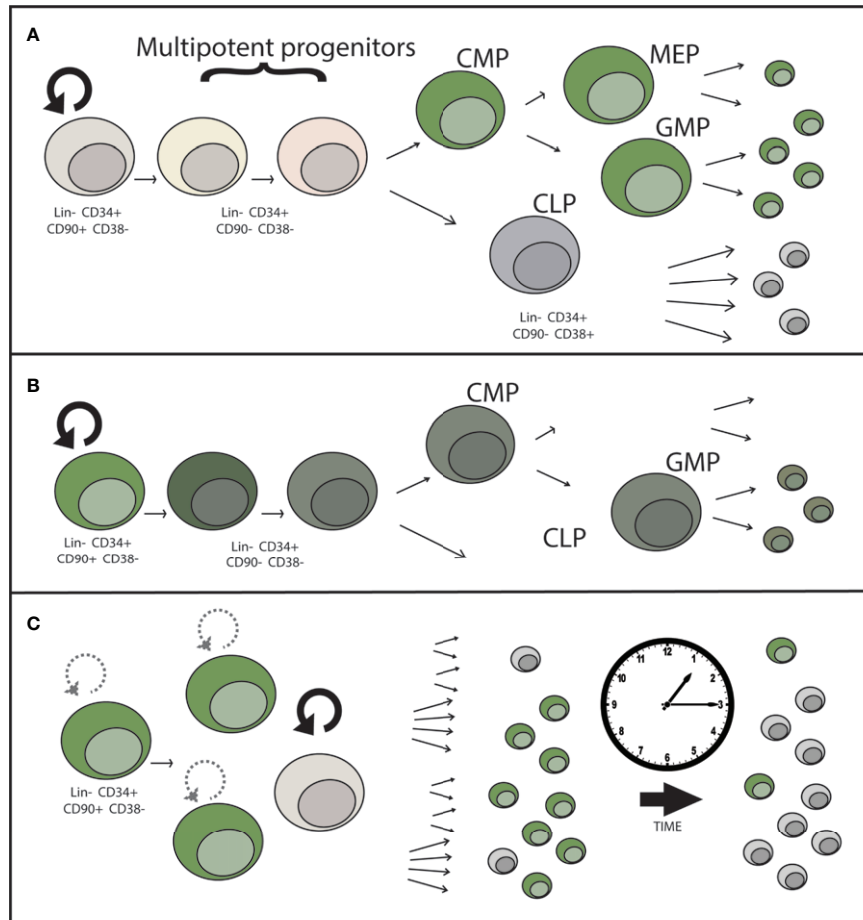 A
Multipotent progenitors
CMP
MEP
GMP
CLP
Lin- CD34+
CD90+ CD38-
Lin- CD34+
CD90- CD38-
Lin- CD34+
CD90- CD38+
B
CMP
GMP
CLP
Lin- CD34+
CD90+ CD38-
Lin- CD34+
CD90- CD38-
C
Lin- CD34+
CD90+ CD38-
12
1
2
3
4
5
6
7
8
9
10
11
TIME